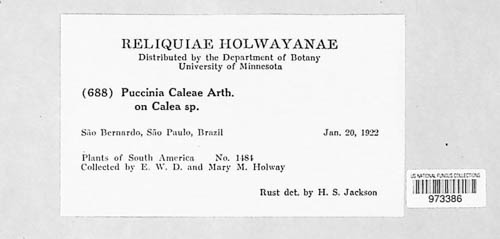 RELIQUIAE HOLWAYANAE
Distributed by the Department of Botany
University of Minnesota
(688) Puccinia Caleae Arth.
on Calea sp.
São Bernardo, São Paulo, Brazil Jan. 20, 1922
Plants of South America No. 1484
Collected by E. W. D. and Mary M. Holway
Rust det. by H. S. Jackson
US NATIONAL FUNGUS COLLECTIONS
973386